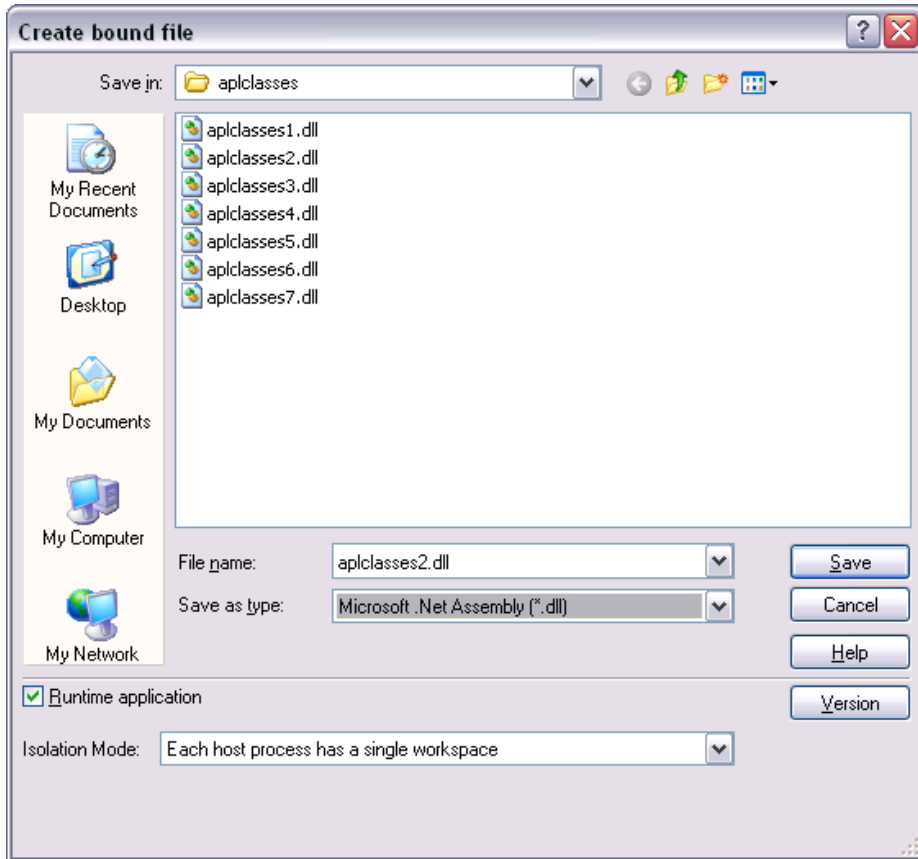 Create bound file
?
Save in: aplclasses
My Recent
Documents
Desktop
My Documents
My Computer
My Network
aplclasses1.dll
aplclasses2.dll
aplclasses3.dll
aplclasses4.dll
aplclasses5.dll
aplclasses6.dll
aplclasses7.dll
File name: aplclasses2.dll
Save
Save as type: Microsoft .Net Assembly (*.dll)
Cancel
Help
Runtime application
Version
Isolation Mode: Each host process has a single workspace